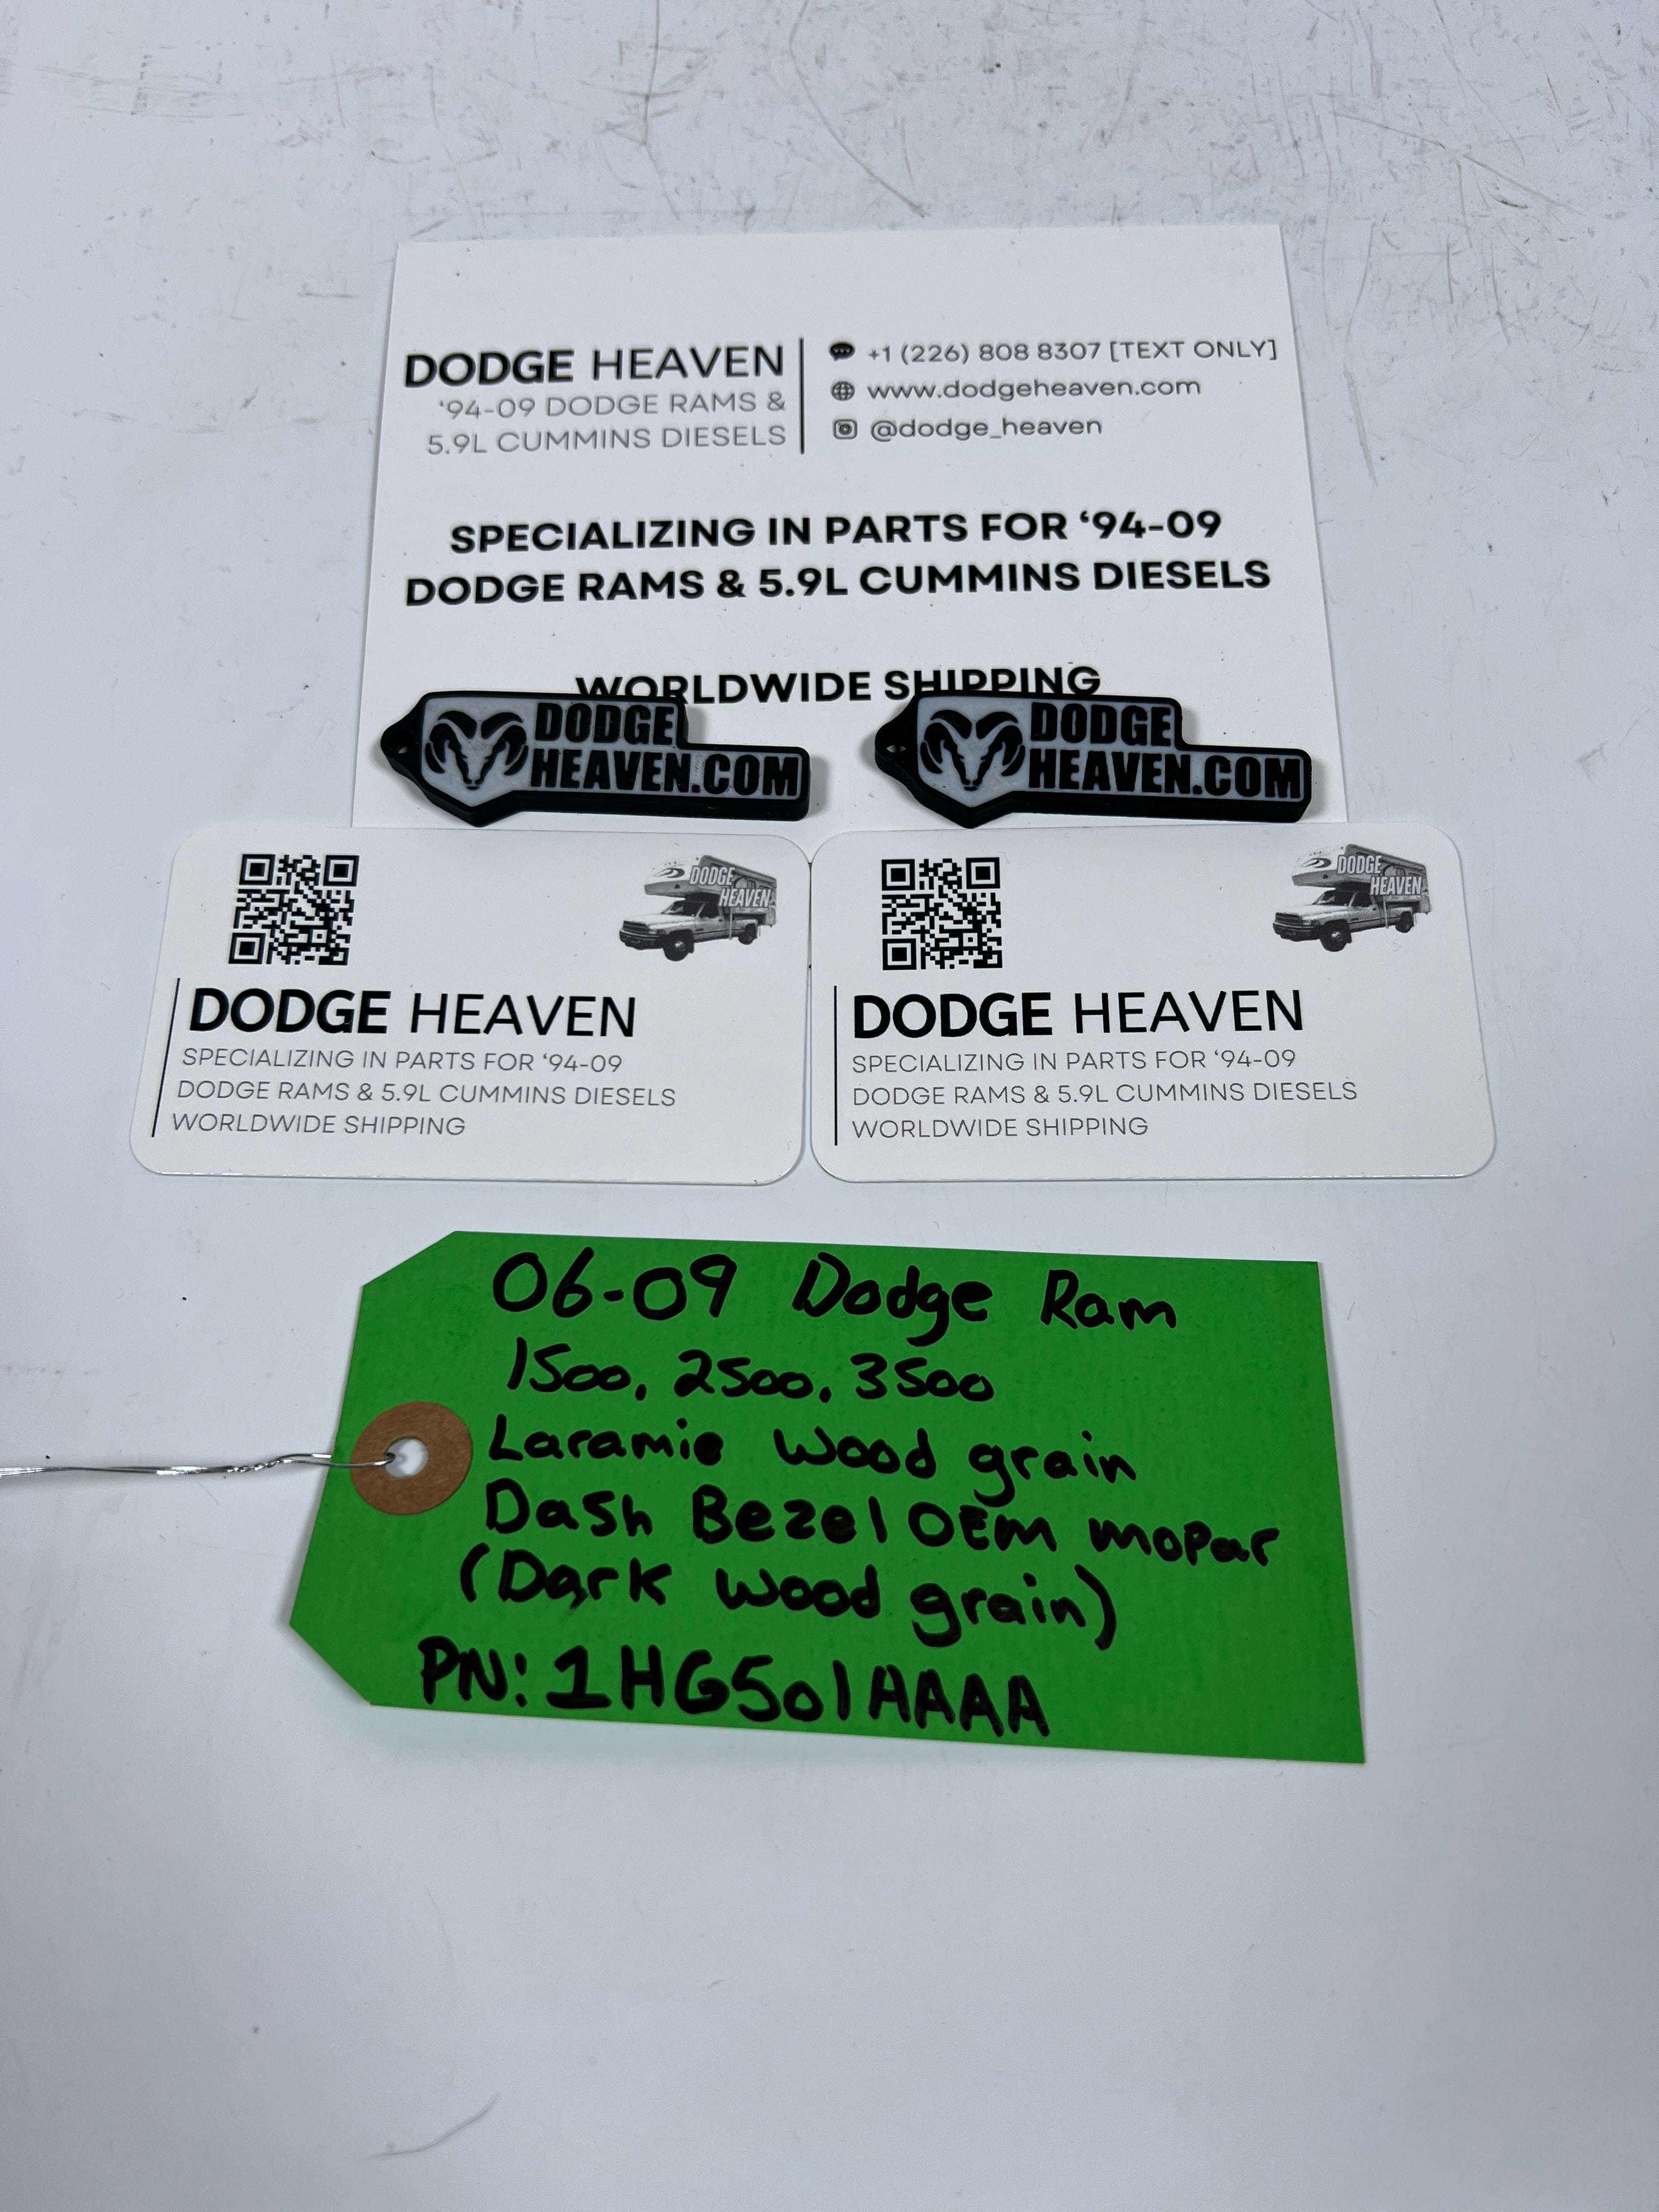 DODGE HEAVEN
‘94-09 DODGE RAMS &
5.9L CUMMINS DIESELS
+1 (226) 808 8307 [TEXT ONLY]
www.dodgeheaven.com
@dodge_heaven
SPECIALIZING IN PARTS FOR ‘94-09
DODGE RAMS & 5.9L CUMMINS DIESELS
WORLDWIDE SHIPPING
DODGE
HEAVEN.COM
DODGE
HEAVEN.COM
DODGE
HEAVEN
DODGE HEAVEN
SPECIALIZING IN PARTS FOR ‘94-09
DODGE RAMS & 5.9L CUMMINS DIESELS
WORLDWIDE SHIPPING
DODGE
HEAVEN
DODGE HEAVEN
SPECIALIZING IN PARTS FOR ‘94-09
DODGE RAMS & 5.9L CUMMINS DIESELS
WORLDWIDE SHIPPING
06-09 Dodge Ram
1500, 2500, 3500
Laramie wood grain
Dash Bezel OEM mopar
(Dark wood grain)
PN: 1HG501AAAA